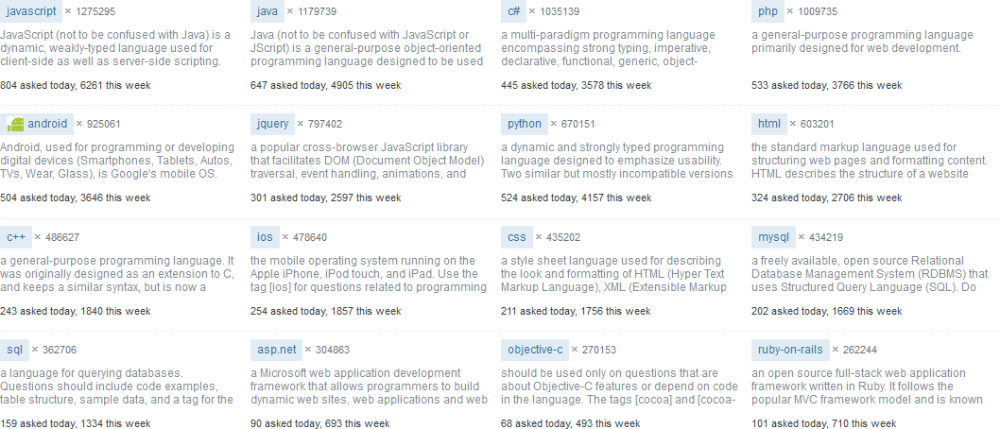 javascript × 1275295
JavaScript (not to be confused with Java) is a
dynamic, weakly-typed language used for
client-side as well as server-side scripting.
804 asked today, 6261 this week
java × 1179739
Java (not to be confused with JavaScript or
JScript) is a general-purpose object-oriented
programming language designed to be used
647 asked today, 4905 this week
c# × 1035139
a multi-paradigm programming language
encompassing strong typing, imperative,
declarative, functional, generic, object-
445 asked today, 3578 this week
php × 1009735
a general-purpose programming language
primarily designed for web development.
533 asked today, 3766 this week
android × 925061
Android, used for programming or developing
digital devices (Smartphones, Tablets, Autos,
TVs, Wear, Glass), is Google's mobile OS.
504 asked today, 3646 this week
jquery × 797402
a popular cross-browser JavaScript library
that facilitates DOM (Document Object Model)
traversal, event handling, animations, and
301 asked today, 2597 this week
python × 670151
a dynamic and strongly typed programming
language designed to emphasize usability.
Two similar but mostly incompatible versions
524 asked today, 4157 this week
html × 603201
the standard markup language used for
structuring web pages and formatting content.
HTML describes the structure of a website
324 asked today, 2706 this week
c++ × 486627
a general-purpose programming language. It
was originally designed as an extension to C,
and keeps a similar syntax, but is now a
243 asked today, 1840 this week
ios × 478640
the mobile operating system running on the
Apple iPhone, iPod touch, and iPad. Use the
tag [ios] for questions related to programming
254 asked today, 1857 this week
css × 435202
a style sheet language used for describing
the look and formatting of HTML (Hyper Text
Markup Language), XML (Extensible Markup
211 asked today, 1756 this week
mysql × 434219
a freely available, open source Relational
Database Management System (RDBMS) that
uses Structured Query Language (SQL). Do
202 asked today, 1669 this week
sql × 362706
a language for querying databases.
Questions should include code examples,
table structure, sample data, and a tag for the
159 asked today, 1334 this week
asp.net × 304863
a Microsoft web application development
framework that allows programmers to build
dynamic web sites, web applications and web
90 asked today, 693 this week
objective-c × 270153
should be used only on questions that are
about Objective-C features or depend on code
in the language. The tags [cocoa] and [cocoa-
68 asked today, 493 this week
ruby-on-rails × 262244
an open source full-stack web application
framework written in Ruby. It follows the
popular MVC framework model and is known
101 asked today, 710 this week